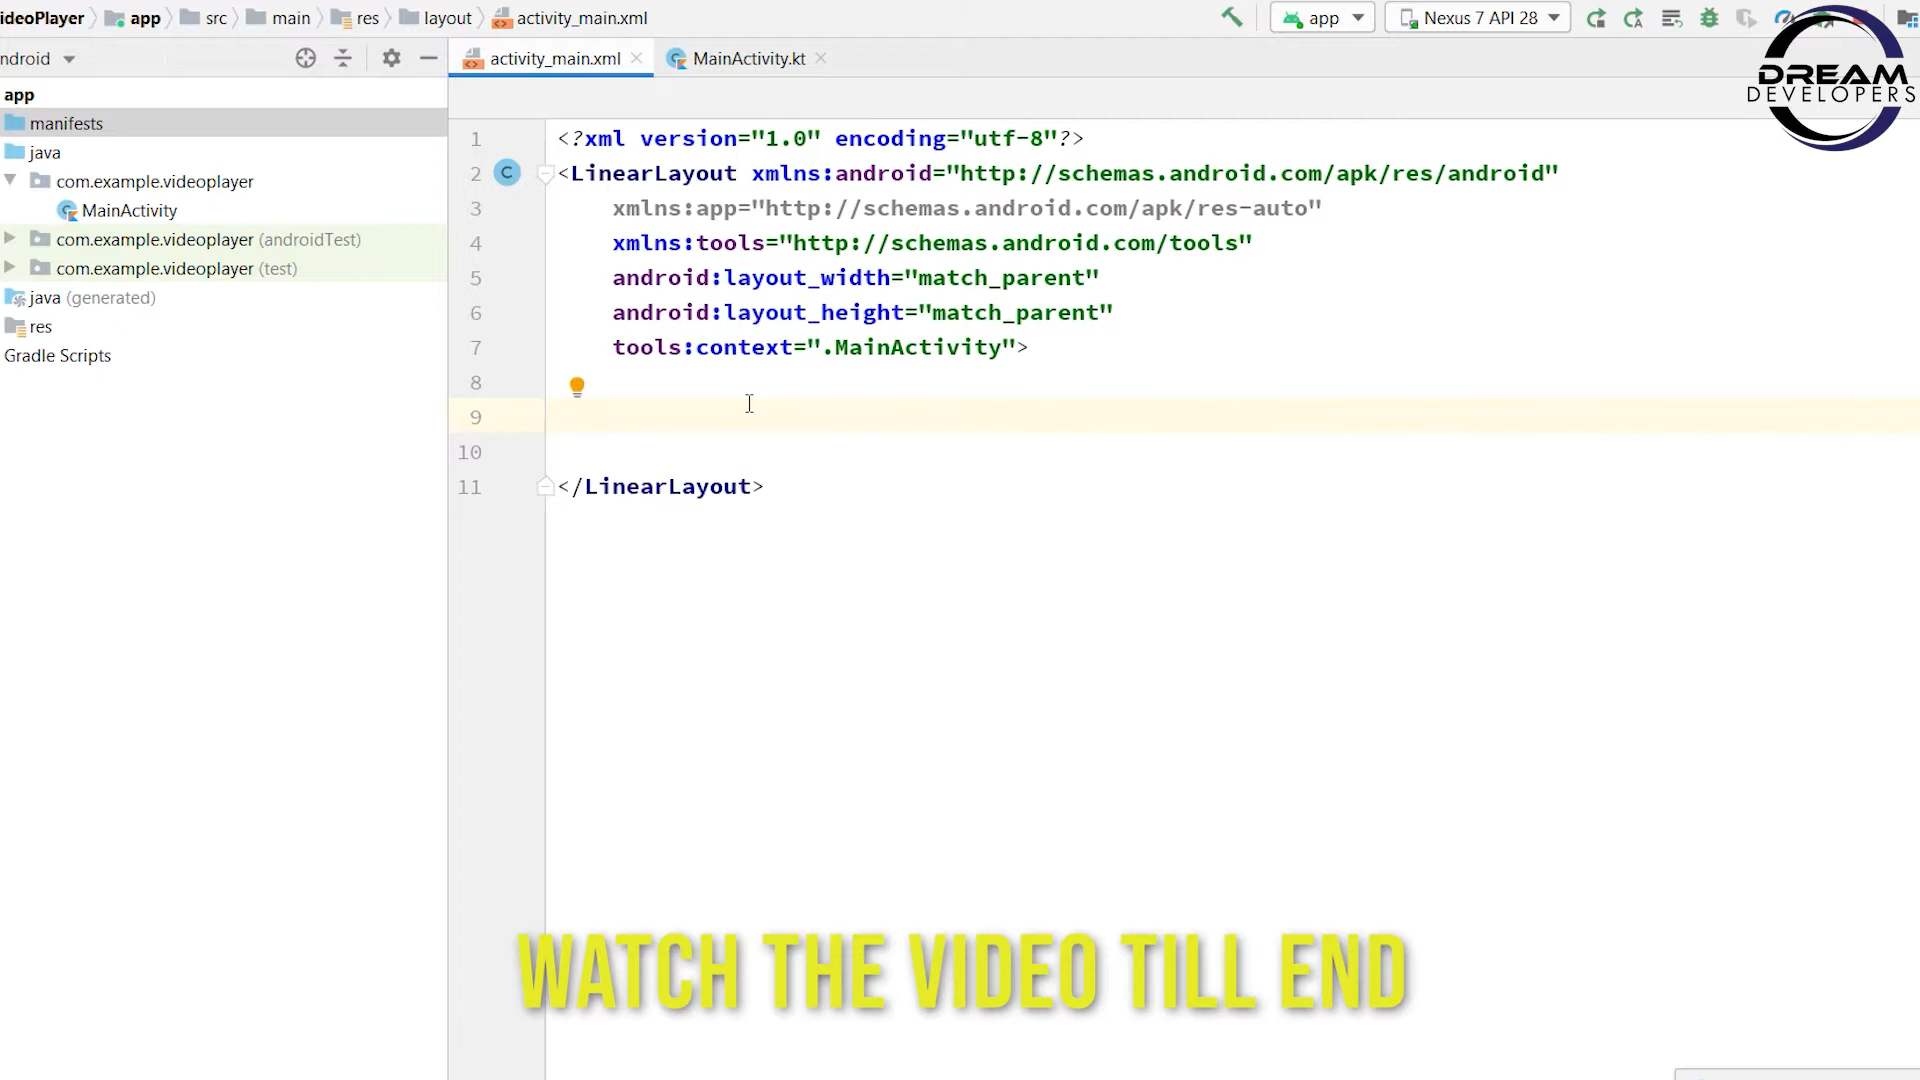 ideoPlayer app src main res layout activity_main.xml app Nexus 7 API 28
ndroid activity_main.xml MainActivity.kt
DREAM
DEVELOPERS
app
manifests
java
com.example.videoplayer
MainActivity
com.example.videoplayer (androidTest)
com.example.videoplayer (test)
java (generated)
res
Gradle Scripts
1 <?xml version="1.0" encoding="utf-8"?>
2 C <LinearLayout xmlns:android="http://schemas.android.com/apk/res/android"
3 xmlns:app="http://schemas.android.com/apk/res-auto"
4 xmlns:tools="http://schemas.android.com/tools"
5 android:layout_width="match_parent"
6 android:layout_height="match_parent"
7 tools:context=".MainActivity">
8
9
10
11 </LinearLayout>
WATCH THE VIDEO TILL END